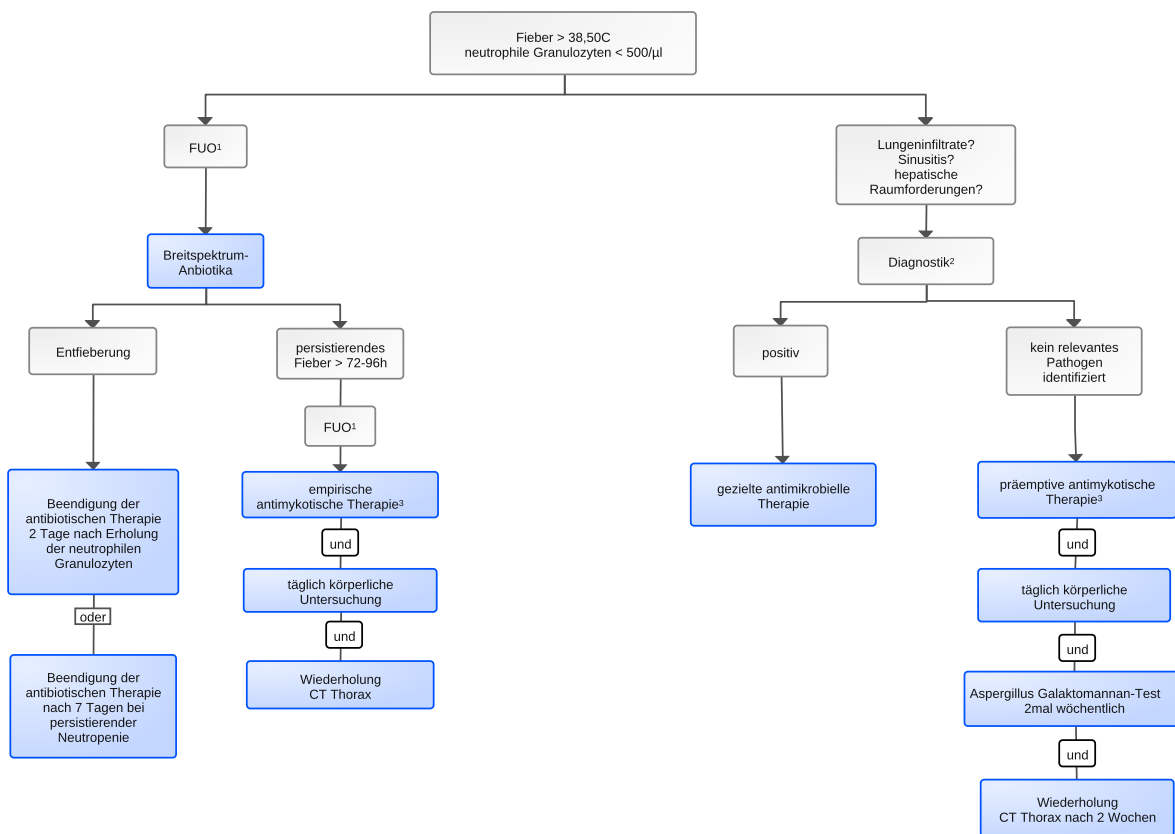 Fieber > 38,50C
neutrophile Granulozyten < 500/µl
FUO¹
Lungeninfiltrate?
Sinusitis?
hepatische
Raumforderungen?
Breitspektrum-
Anbiotika
Diagnostik²
Entfieberung
persistierendes
Fieber > 72-96h
positiv
kein relevantes
Pathogen
identifiziert
FUO¹
Beendigung der
antibiotischen Therapie
2 Tage nach Erholung
der neutrophilen
Granulozyten
empirische
antimykotische Therapie³
gezielte antimikrobielle
Therapie
präemptive antimykotische
Therapie³
und
und
täglich körperliche
Untersuchung
täglich körperliche
Untersuchung
oder
und
und
Beendigung der
antibiotischen Therapie
nach 7 Tagen bei
persistierender
Neutropenie
Wiederholung
CT Thorax
Aspergillus Galaktomannan-Test
2mal wöchentlich
und
Wiederholung
CT Thorax nach 2 Wochen